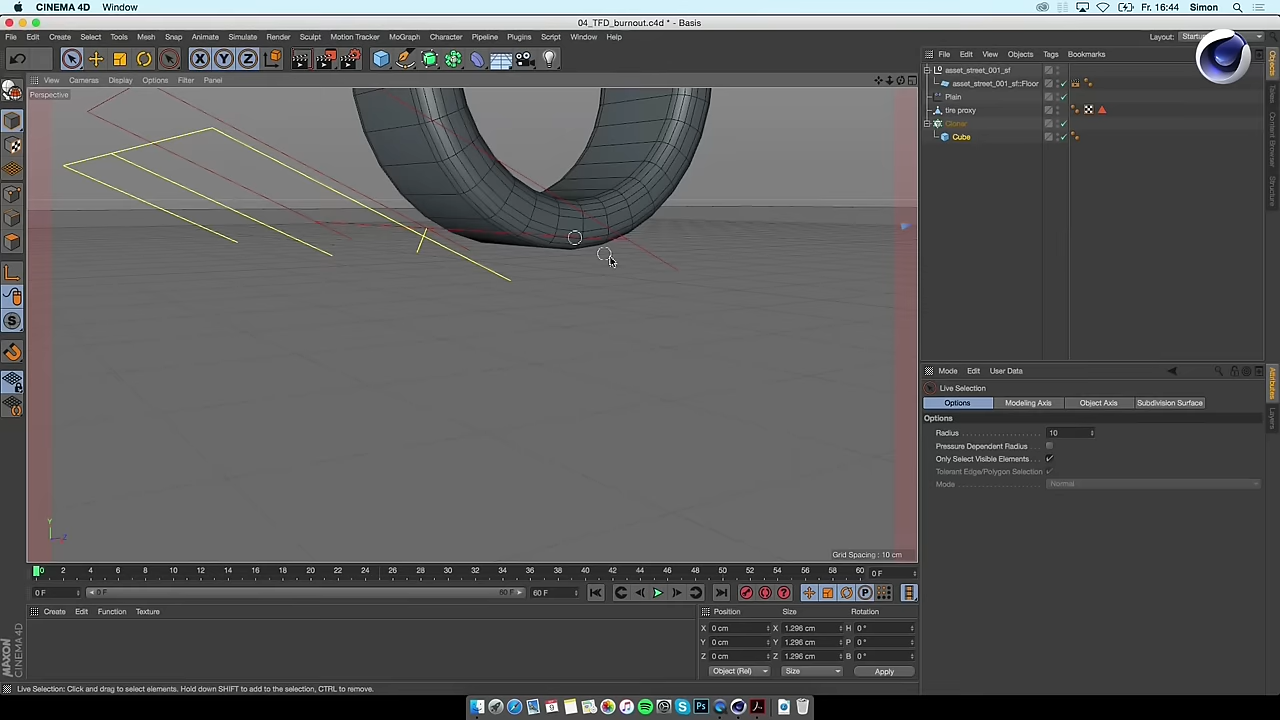 CINEMA 4D Window Fr. 16:44 Simon
04_TFD_burnout.c4d * - Basis
File Edit Create Select Tools Mesh Snap Animate Simulate Render Sculpt Motion Tracker MoGraph Character Pipeline Plugins Script Window Help Layout:
X Y Z
View Cameras Display Options Filter Panel
Perspective
File Edit View Objects Tags Bookmarks
asset_street_001_sf
asset_street_001_sf::Floor
Plain
tire proxy
Cloner
Cube
Objects
Takes
Content Browser
Structure
Mode Edit User Data
Live Selection
Options Modeling Axis Object Axis Subdivision Surface
Options
Radius 10
Pressure Dependent Radius
Only Select Visible Elements
Tolerant Edge/Polygon Selection
Mode Normal
Attributes
Layers
Y
Z
Grid Spacing : 10 cm
0 2 4 6 8 10 12 14 16 18 20 22 24 26 28 30 32 34 36 38 40 42 44 46 48 50 52 54 56 58 60 0 F
0 F 0 F 60 F 60 F
Create Edit Function Texture
Position Size Rotation
X 0 cm X 1.296 cm H 0 °
Y 0 cm Y 1.296 cm P 0 °
Z 0 cm Z 1.296 cm B 0 °
Object (Rel) Size Apply
MAXON
CINEMA 4D
Live Selection: Click and drag to select elements. Hold down SHIFT to add to the selection, CTRL to remove.